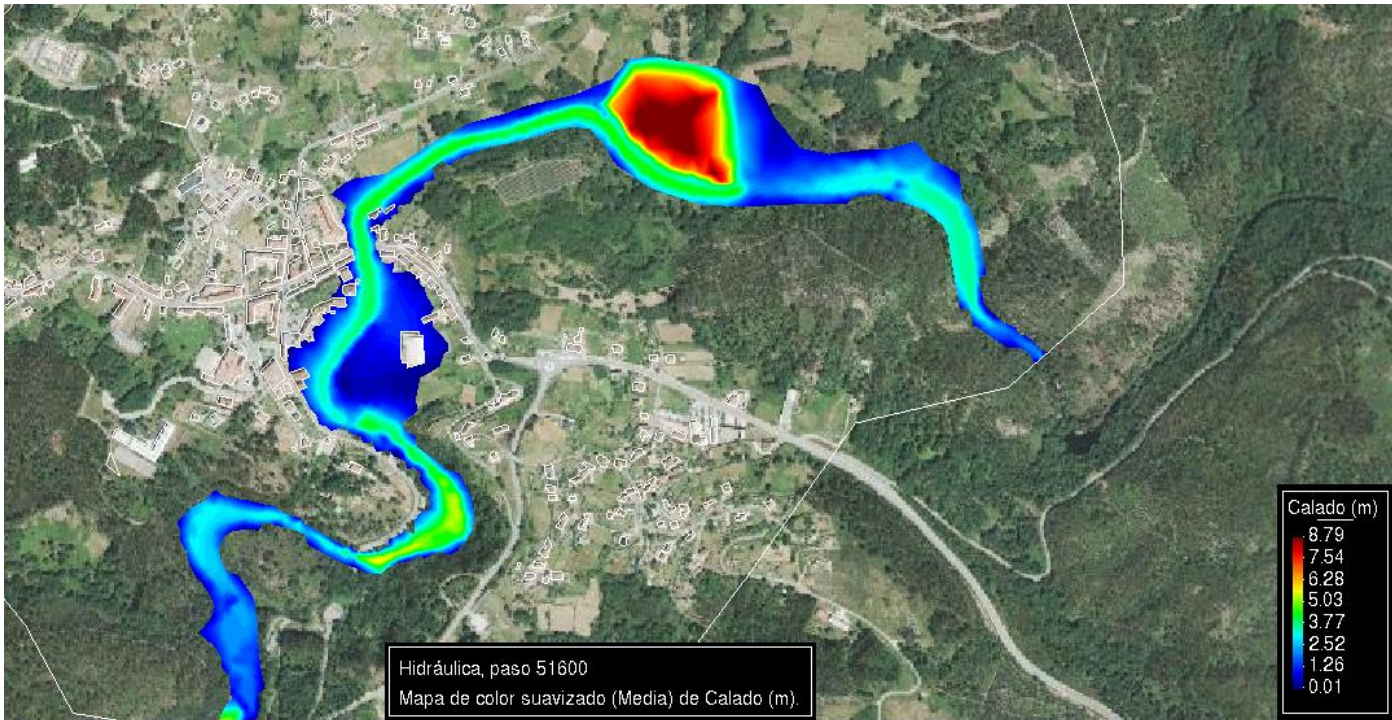 Calado (m)
8.79
7.54
6.28
5.03
3.77
2.52
1.26
0.01
Hidráulica, paso 51600
Mapa de color suavizado (Media) de Calado (m).